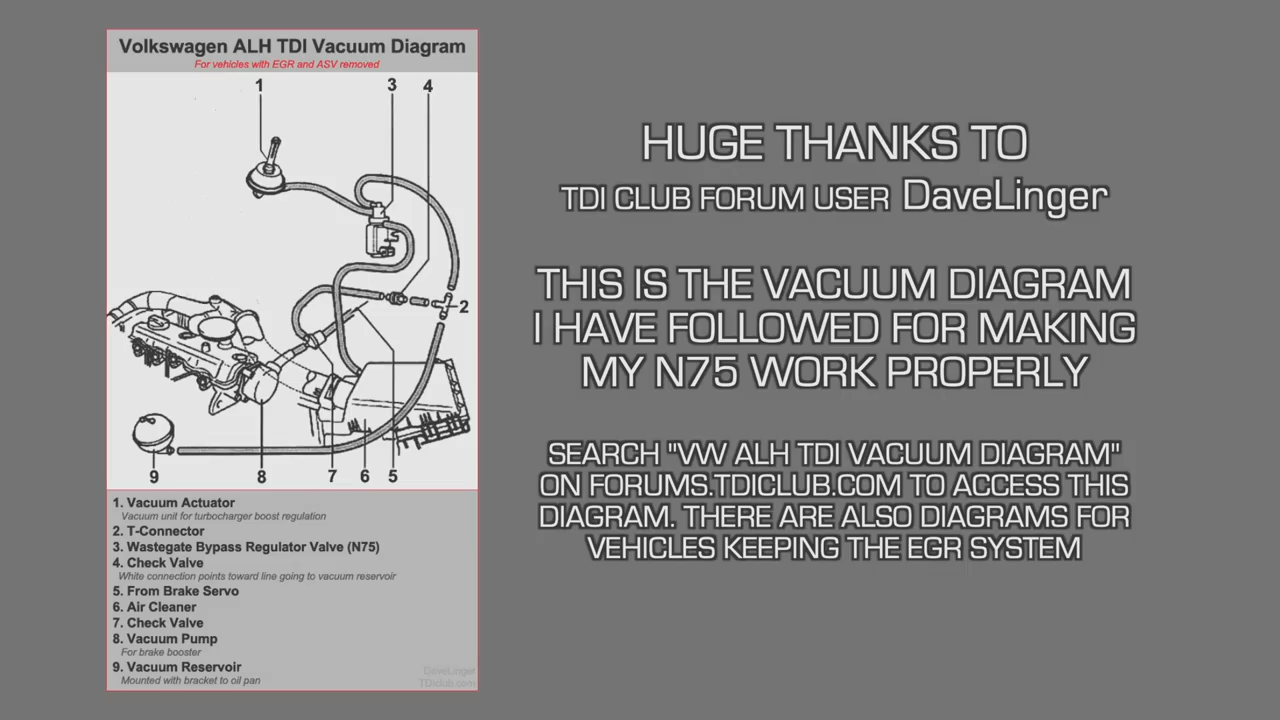 Volkswagen ALH TDI Vacuum Diagram
For vehicles with EGR and ASV removed
1
3
4
2
9
8
7
6
5
1. Vacuum Actuator
Vacuum unit for turbocharger boost regulation
2. T-Connector
3. Wastegate Bypass Regulator Valve (N75)
4. Check Valve
White connection points toward line going to vacuum reservoir
5. From Brake Servo
6. Air Cleaner
7. Check Valve
8. Vacuum Pump
For brake booster
9. Vacuum Reservoir
Mounted with bracket to oil pan
DaveLinger
TDIclub.com
HUGE THANKS TO
TDI CLUB FORUM USER DaveLinger
THIS IS THE VACUUM DIAGRAM
I HAVE FOLLOWED FOR MAKING
MY N75 WORK PROPERLY
SEARCH "VW ALH TDI VACUUM DIAGRAM"
ON FORUMS.TDICLUB.COM TO ACCESS THIS
DIAGRAM. THERE ARE ALSO DIAGRAMS FOR
VEHICLES KEEPING THE EGR SYSTEM